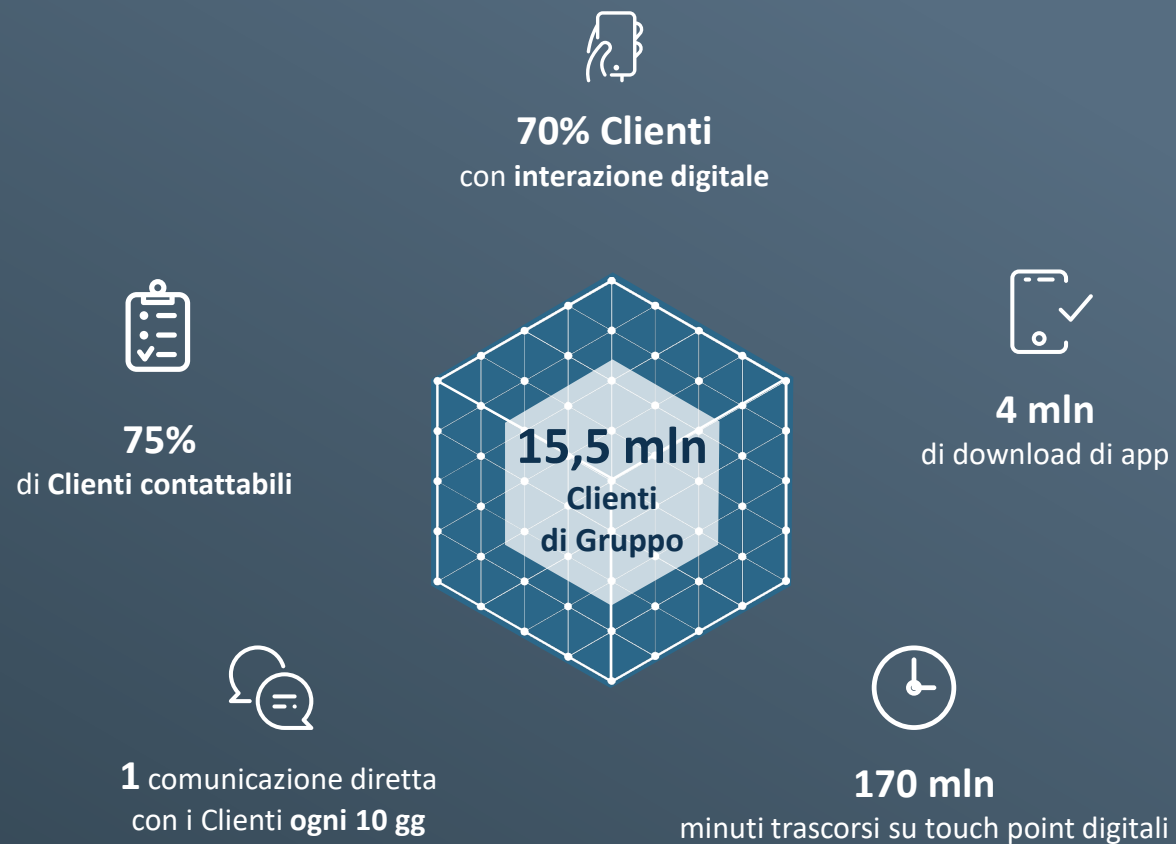 70% Clienti
con interazione digitale
75%
di Clienti contattabili
15,5 mln
Clienti
di Gruppo
4 mln
di download di app
1 comunicazione diretta
con i Clienti ogni 10 gg
170 mln
minuti trascorsi su touch point digitali